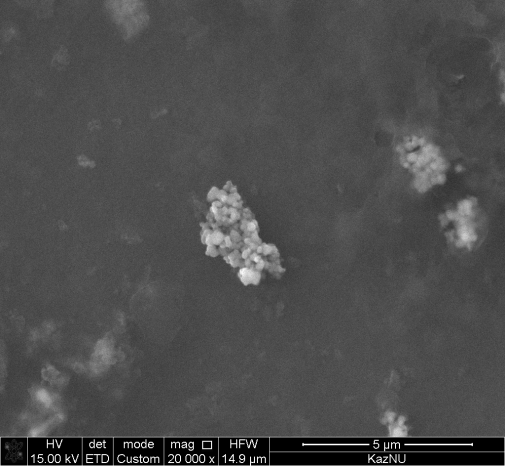 HV det mode mag HFW 5 µm
15.00 kV ETD Custom 20 000 x 14.9 µm KazNU